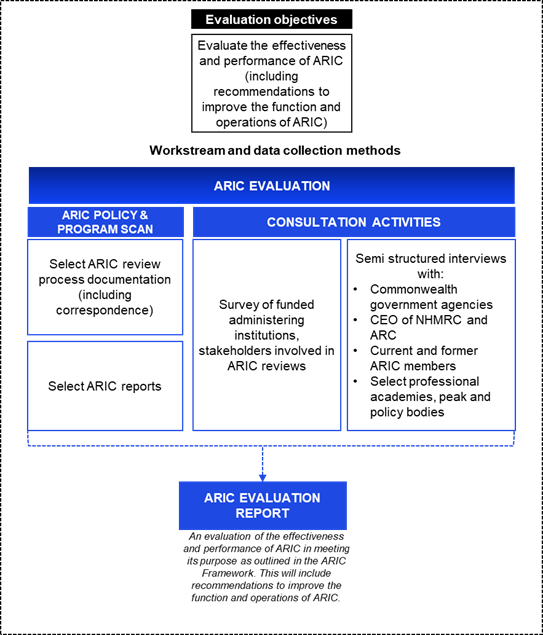 Evaluation objectives
Evaluate the effectiveness
and performance of ARIC
(including
recommendations to
improve the function and
operations of ARIC)
Workstream and data collection methods
ARIC EVALUATION
ARIC POLICY &
PROGRAM SCAN
CONSULTATION ACTIVITIES
Select ARIC review
process documentation
(including
correspondence)
Select ARIC reports
Survey of funded
administering
institutions,
stakeholders involved in
ARIC reviews
Semi structured interviews
with:
• Commonwealth
government agencies
• CEO of NHMRC and
ARC
• Current and former
ARIC members
• Select professional
academies, peak and
policy bodies
ARIC EVALUATION
REPORT
An evaluation of the effectiveness
and performance of ARIC in meeting
its purpose as outlined in the ARIC
Framework. This will include
recommendations to improve the
function and operations of ARIC.